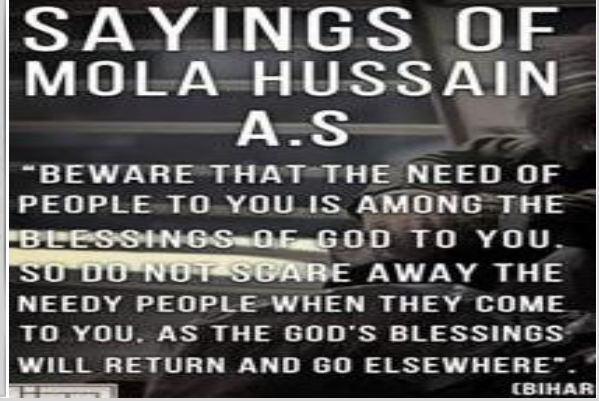 SAYINGS OF
MOLA HUSSAIN
A.S
"BEWARE THAT THE NEED OF
PEOPLE TO YOU IS AMONG THE
BLESSINGS OF GOD TO YOU.
SO DO NOT SCARE AWAY THE
NEEDY PEOPLE WHEN THEY COME
TO YOU, AS THE GOD'S BLESSINGS
WILL RETURN AND GO ELSEWHERE".
(BIHAR